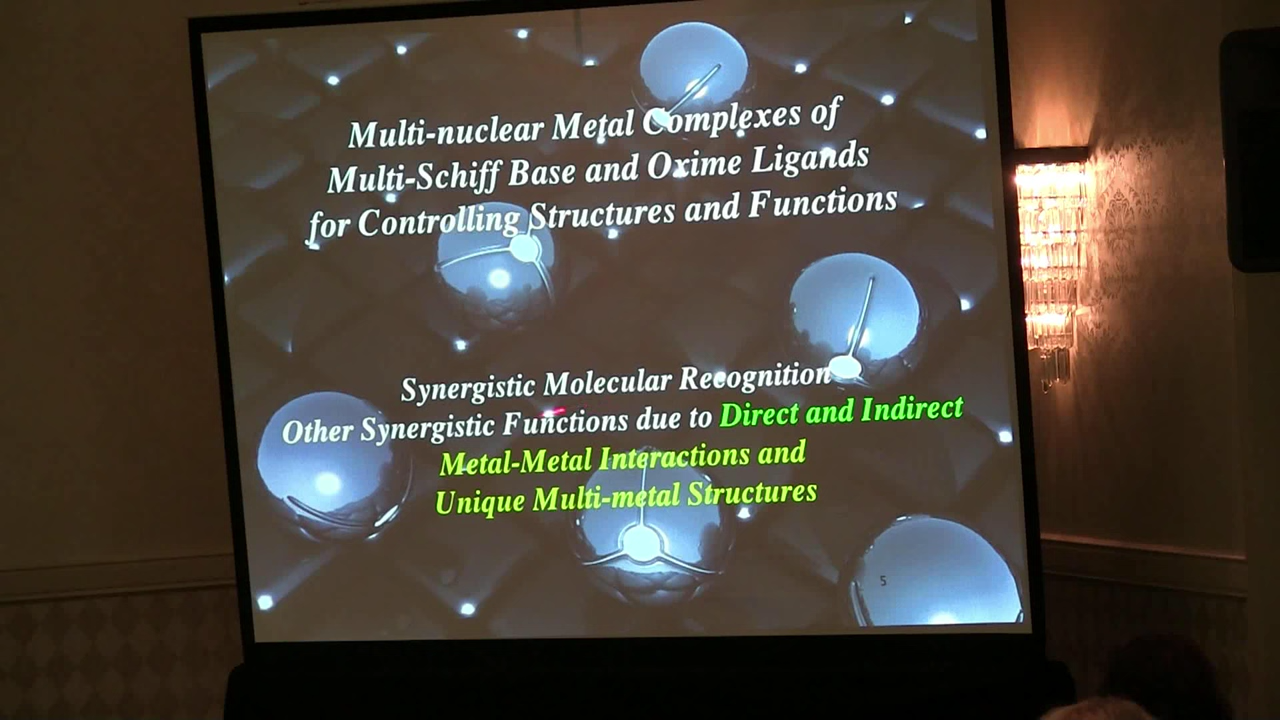 Multi-nuclear Metal Complexes of
Multi-Schiff Base and Oxime Ligands
for Controlling Structures and Functions
Synergistic Molecular Recognition
Other Synergistic Functions due to Direct and Indirect
Metal-Metal Interactions and
Unique Multi-metal Structures
5